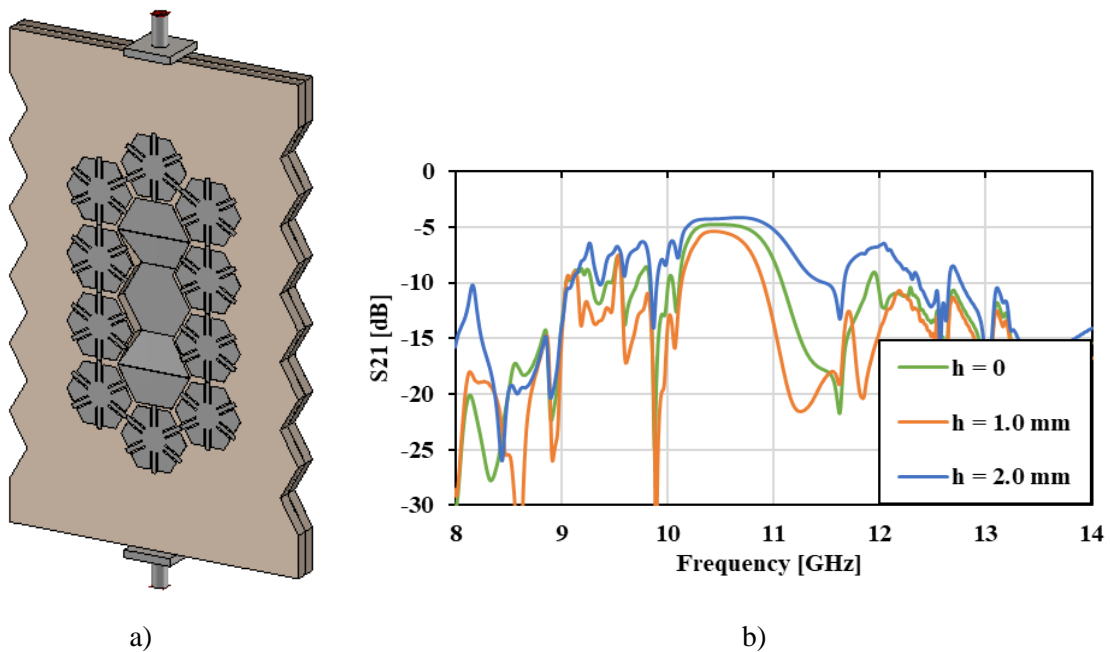 0
-5
-10
-15
-20
-25
-30
S21 [dB]
8 9 10 11 12 13 14
Frequency [GHz]
h = 0
h = 1.0 mm
h = 2.0 mm
a) b)